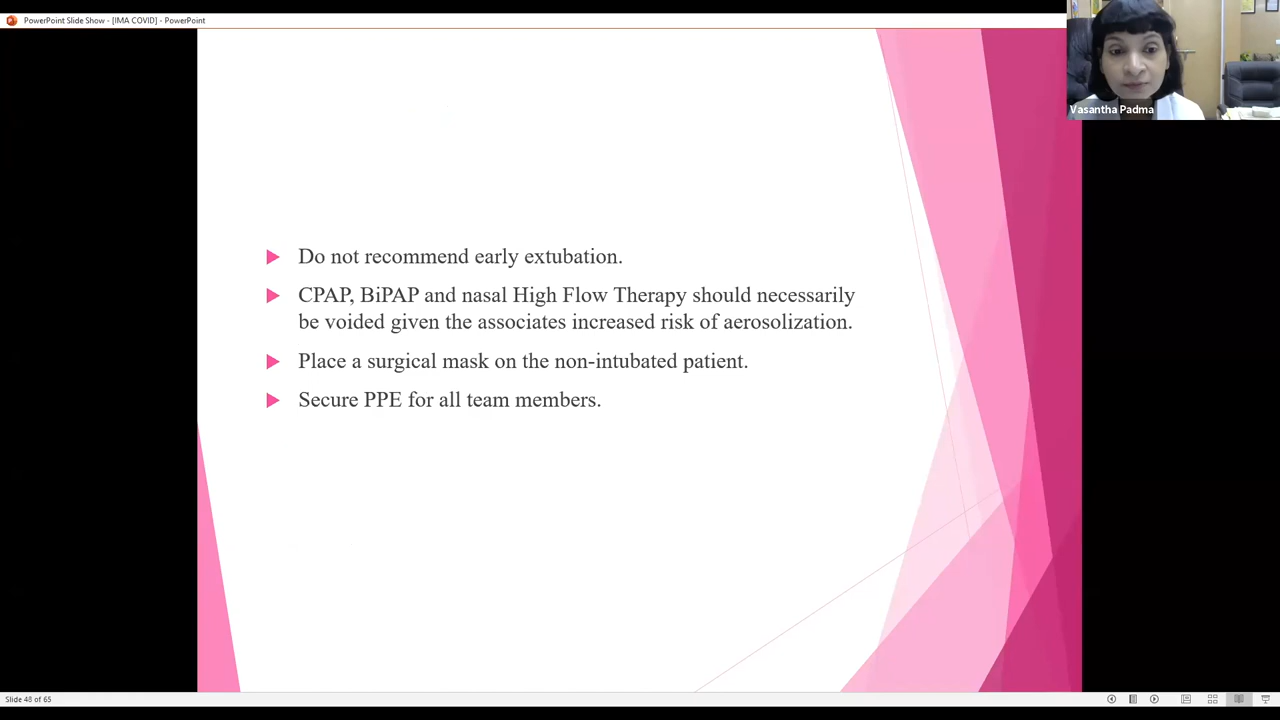 PowerPoint Slide Show - [IMA COVID] - PowerPoint
Vasantha Padma
Do not recommend early extubation.
CPAP, BiPAP and nasal High Flow Therapy should necessarily
be voided given the associates increased risk of aerosolization.
Place a surgical mask on the non-intubated patient.
Secure PPE for all team members.
Slide 48 of 65